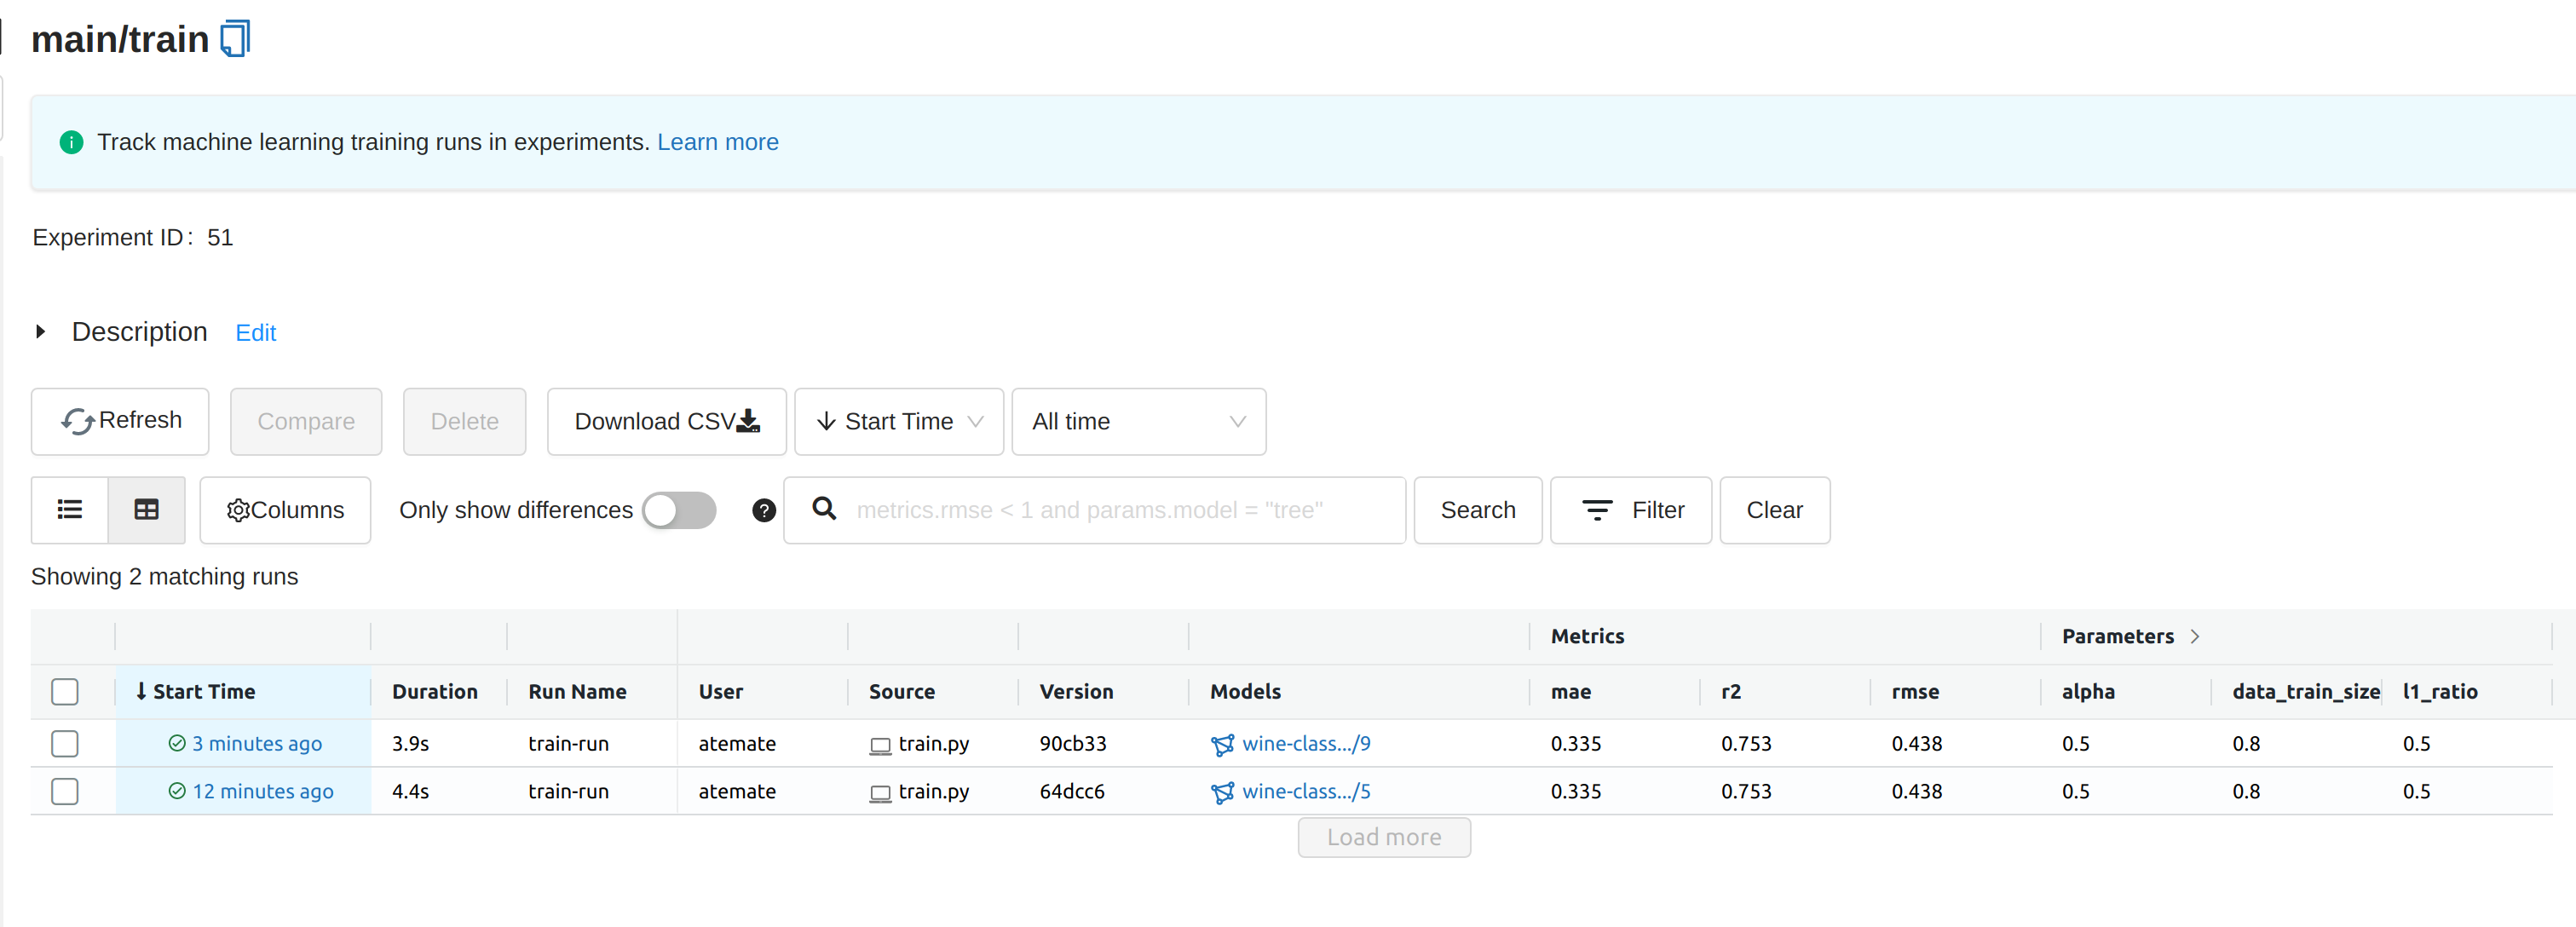 main/train
Track machine learning training runs in experiments. Learn more
Experiment ID: 51
Description Edit
Refresh Compare Delete Download CSV Start Time All time
Columns Only show differences ? metrics.rmse < 1 and params.model = "tree" Search Filter Clear
Showing 2 matching runs
Metrics Parameters >
↓ Start Time Duration Run Name User Source Version Models mae r2 rmse alpha data_train_size l1_ratio
3 minutes ago 3.9s train-run atemate train.py 90cb33 wine-class.../9 0.335 0.753 0.438 0.5 0.8 0.5
12 minutes ago 4.4s train-run atemate train.py 64dcc6 wine-class.../5 0.335 0.753 0.438 0.5 0.8 0.5
Load more